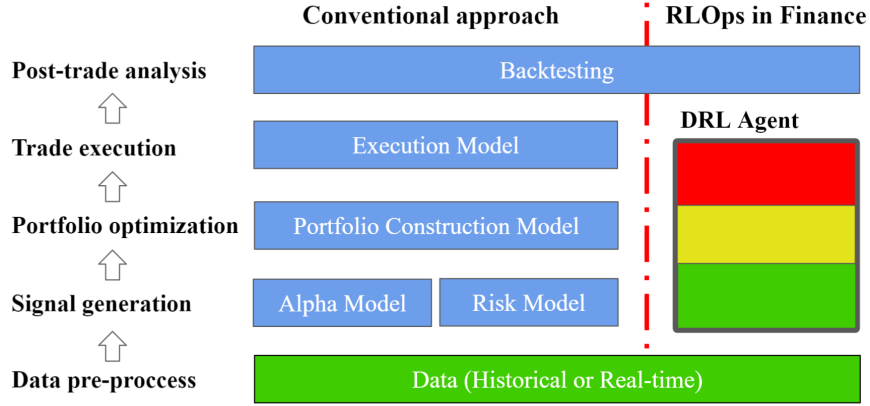 Conventional approach
RLOps in Finance
Post-trade analysis
Backtesting
DRL Agent
Trade execution
Execution Model
Portfolio optimization
Portfolio Construction Model
Signal generation
Alpha Model
Risk Model
Data pre-proccess
Data (Historical or Real-time)